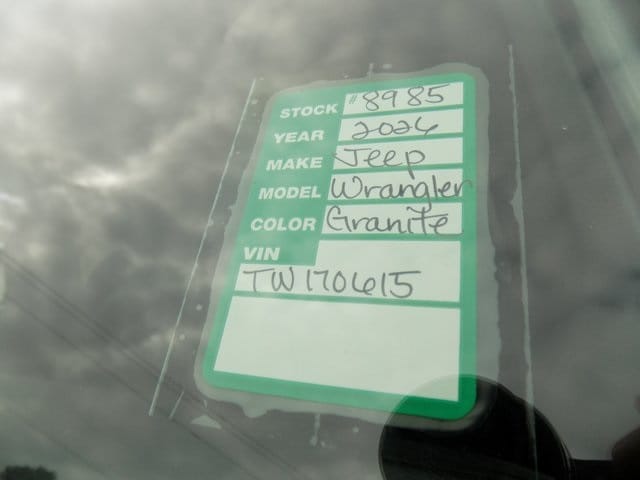 STOCK #8985
YEAR 2026
MAKE Jeep
MODEL Wrangler
COLOR Granite
VIN
TW170615